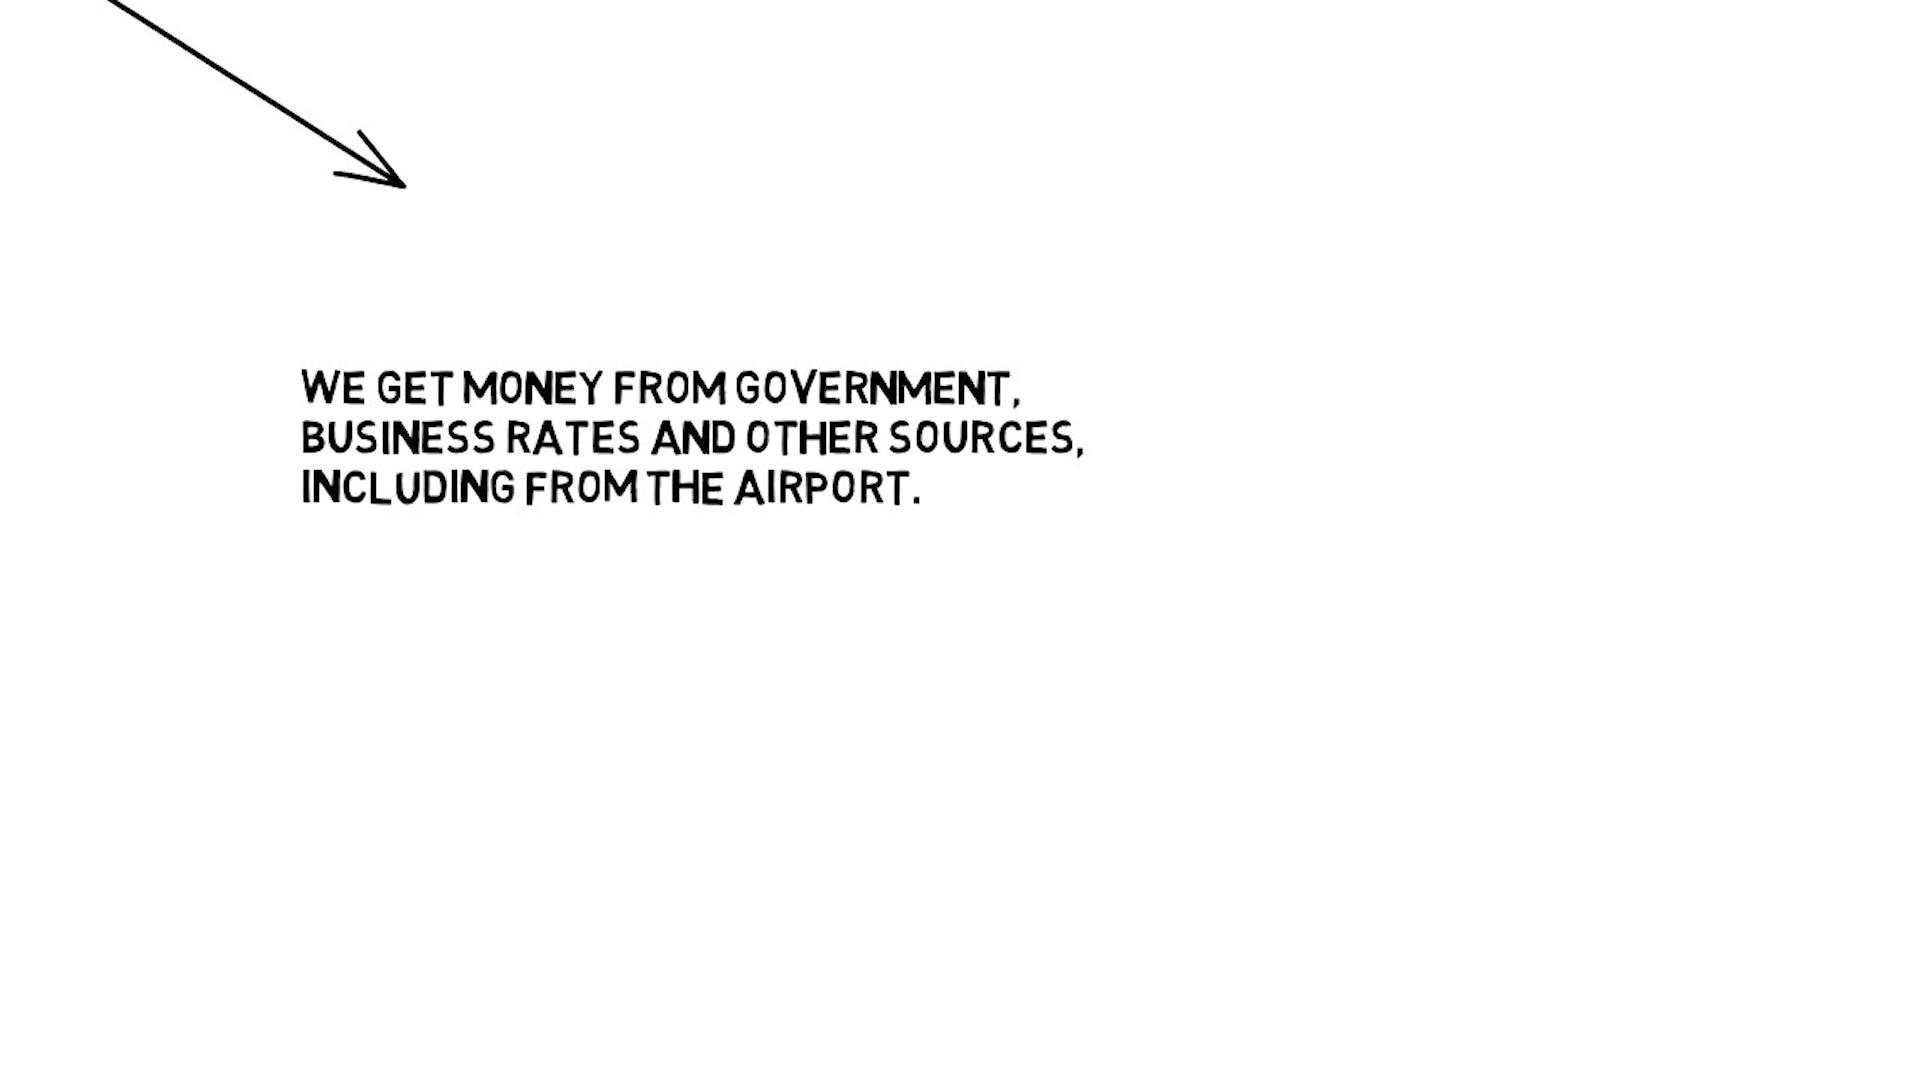 WE GET MONEY FROM GOVERNMENT,
BUSINESS RATES AND OTHER SOURCES,
INCLUDING FROM THE AIRPORT.